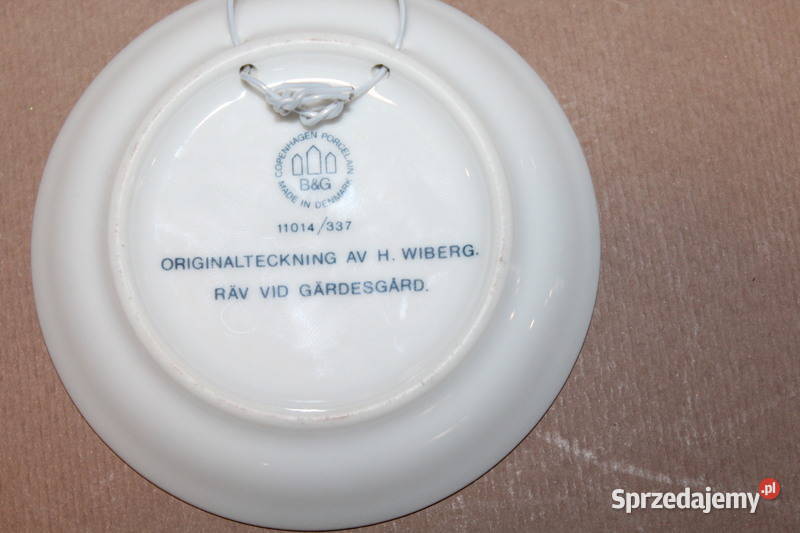 COPENHAGEN PORCELAIN
B&G
MADE IN DENMARK
11014/337
ORIGINALTECKNING AV H. WIBERG.
RÄV VID GÄRDESGÅRD.
Sprzedajemy.pl